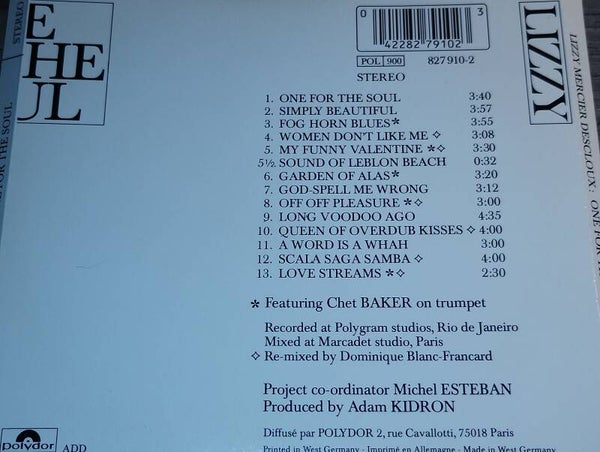 STEREO
E
HE
UL
FOR THE SOUL
0 42282 79102 3
POL 900 827 910-2
STEREO
1. ONE FOR THE SOUL 3:40
2. SIMPLY BEAUTIFUL 3:57
3. FOG HORN BLUES* 3:55
4. WOMEN DON'T LIKE ME ✧ 3:08
5. MY FUNNY VALENTINE *✧ 3:30
5½. SOUND OF LEBLON BEACH 0:32
6. GARDEN OF ALAS* 3:20
7. GOD-SPELL ME WRONG 3:12
8. OFF OFF PLEASURE *✧ 3:00
9. LONG VOODOO AGO 4:35
10. QUEEN OF OVERDUB KISSES ✧ 4:00
11. A WORD IS A WHAH 3:00
12. SCALA SAGA SAMBA ✧ 4:00
13. LOVE STREAMS *✧ 2:30
* Featuring Chet BAKER on trumpet
Recorded at Polygram studios, Rio de Janeiro
Mixed at Marcadet studio, Paris
✧ Re-mixed by Dominique Blanc-Francard
Project co-ordinator Michel ESTEBAN
Produced by Adam KIDRON
Diffusé par POLYDOR 2, rue Cavallotti, 75018 Paris
Printed in West Germany - Imprimé en Allemagne - Made in West Germany
polydor ADD
LIZZY
LIZZY MERCIER DESCLOUX: ONE FOR